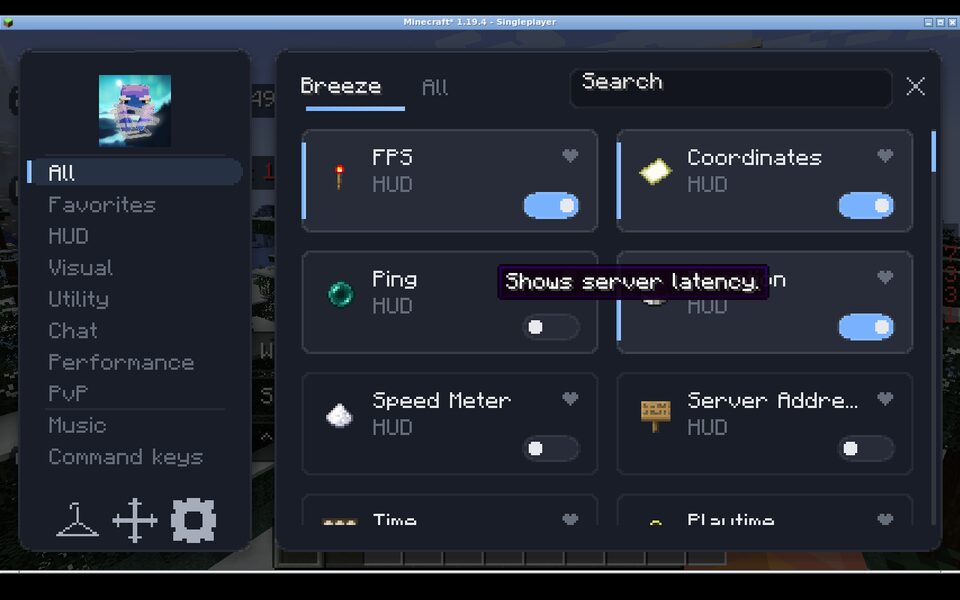 Minecraft* 1.19.4 - Singleplayer
Breeze
All
Search
All
Favorites
HUD
Visual
Utility
Chat
Performance
PvP
Music
Command keys
FPS
HUD
Coordinates
HUD
Ping
HUD
Shows server latency.
HUD
Speed Meter
HUD
Server Addre...
HUD
Time
Playtime